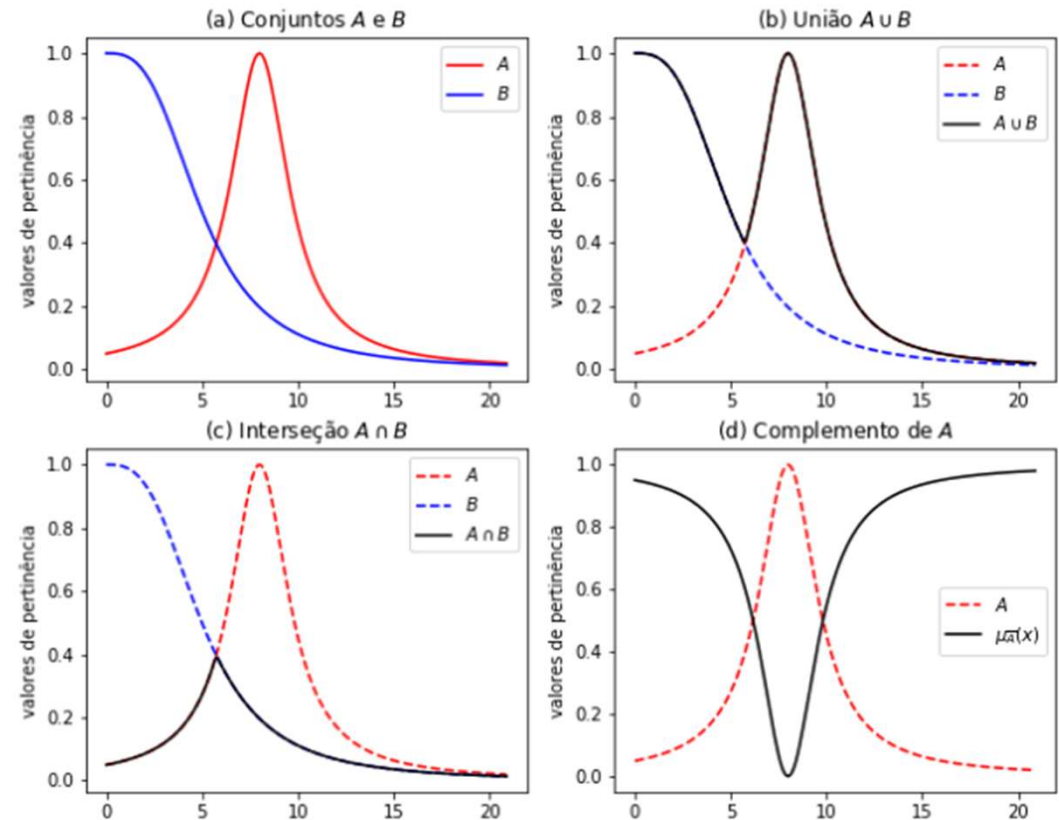 (a) Conjuntos A e B
valores de pertinência
1.0
0.8
0.6
0.4
0.2
0.0
0 5 10 15 20
A
B
(b) União A ∪ B
valores de pertinência
1.0
0.8
0.6
0.4
0.2
0.0
0 5 10 15 20
A
B
A ∪ B
(c) Interseção A ∩ B
valores de pertinência
1.0
0.8
0.6
0.4
0.2
0.0
0 5 10 15 20
A
B
A ∩ B
(d) Complemento de A
valores de pertinência
1.0
0.8
0.6
0.4
0.2
0.0
0 5 10 15 20
A
μA̅(x)